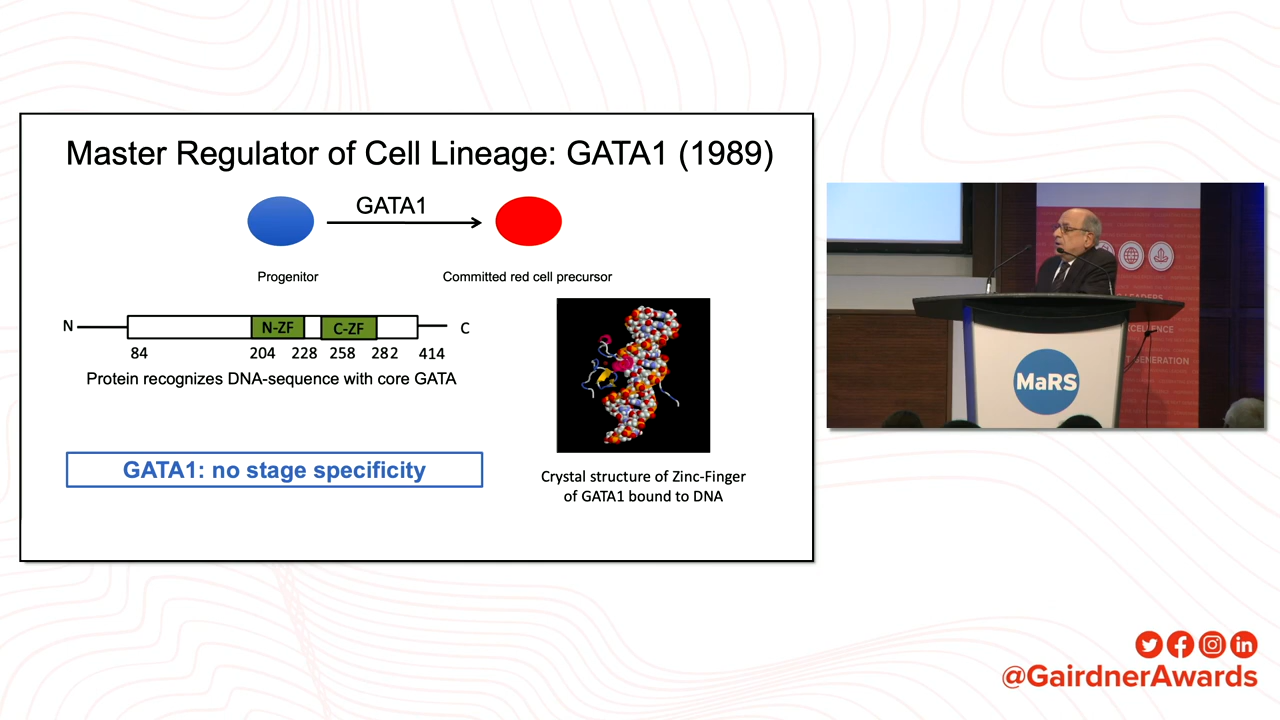 Master Regulator of Cell Lineage: GATA1 (1989)
GATA1
Progenitor
Committed red cell precursor
N
N-ZF
C-ZF
C
84
204
228
258
282
414
Protein recognizes DNA-sequence with core GATA
GATA1: no stage specificity
Crystal structure of Zinc-Finger
of GATA1 bound to DNA
MaRS
GENERATION
@GairdnerAwards